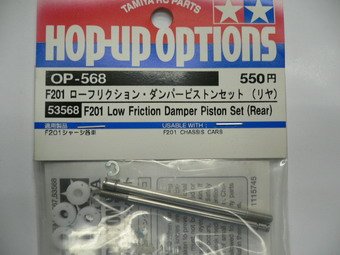 TAMIYA RC PARTS
HOP-UP OPTIONS
OP-568 550円
F201 ローフリクション・ダンパーピストンセット (リヤ)
53568 F201 Low Friction Damper Piston Set (Rear)
適用製品 USABLE WITH :
F201シャーシ各車 F201 CHASSIS CARS
1115745